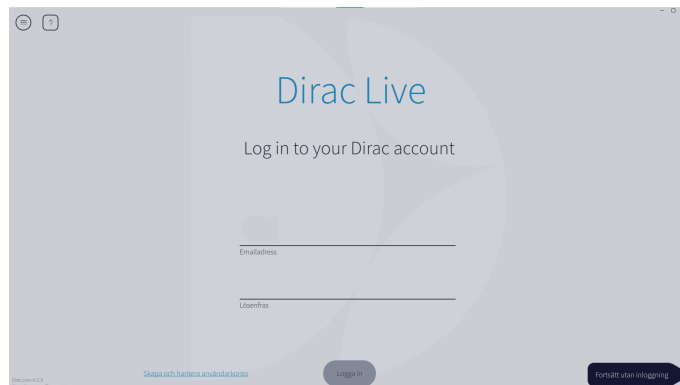 Dirac Live
Log in to your Dirac account
Emailadress
Lösenfras
Skapa och hantera användarkonto
Logga in
Fortsätt utan inloggning